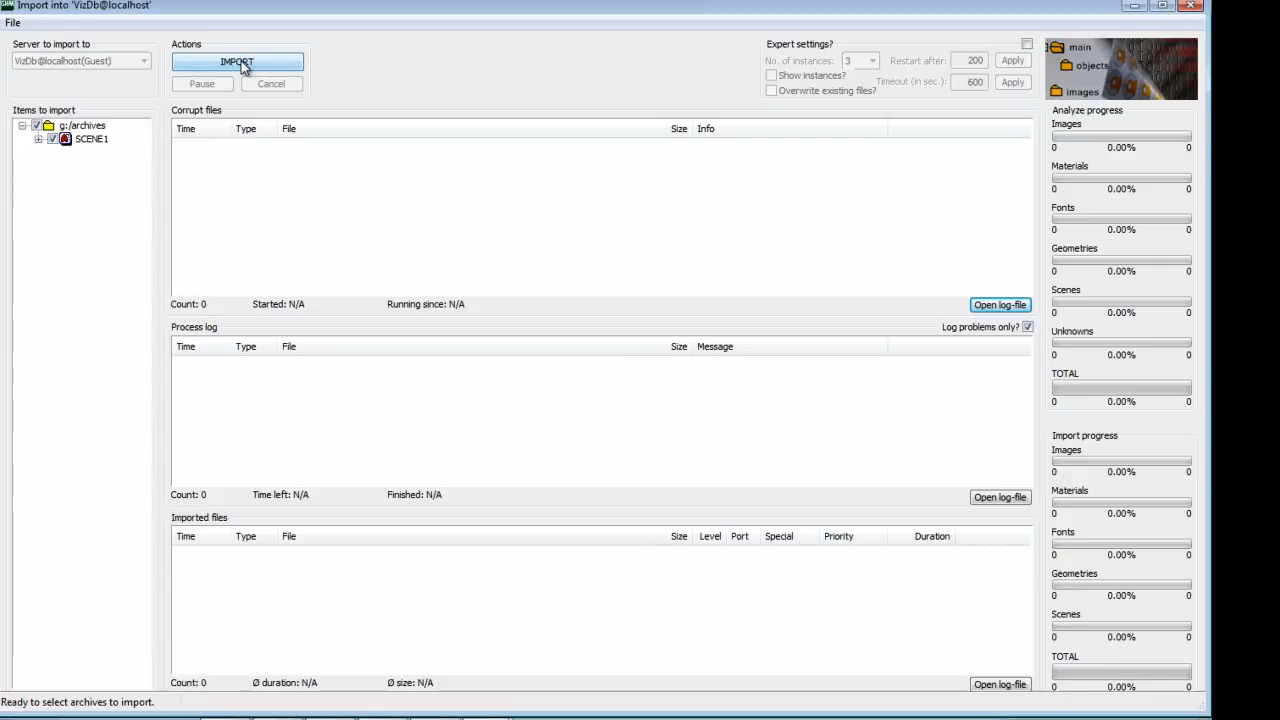 GHM Import into 'VizDb@localhost'
File
Server to import to
VizDb@localhost(Guest)
Actions
IMPORT
Pause
Cancel
Expert settings?
No. of instances: 3
Restart after: 200 Apply
Show instances?
Timeout (in sec.): 600 Apply
Overwrite existing files?
main
objects
images
Items to import
g:/archives
SCENE1
Corrupt files
Time Type File Size Info
Count: 0 Started: N/A Running since: N/A Open log-file
Process log Log problems only?
Time Type File Size Message
Count: 0 Time left: N/A Finished: N/A Open log-file
Imported files
Time Type File Size Level Port Special Priority Duration
Count: 0 Ø duration: N/A Ø size: N/A Open log-file
Analyze progress
Images
0 0.00% 0
Materials
0 0.00% 0
Fonts
0 0.00% 0
Geometries
0 0.00% 0
Scenes
0 0.00% 0
Unknowns
0 0.00% 0
TOTAL
0 0.00% 0
Import progress
Images
0 0.00% 0
Materials
0 0.00% 0
Fonts
0 0.00% 0
Geometries
0 0.00% 0
Scenes
0 0.00% 0
TOTAL
0 0.00% 0
Ready to select archives to import.